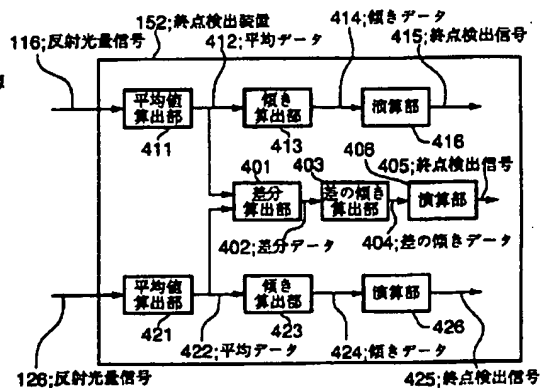 152;終点検出装置
116;反射光量信号
412;平均データ
414;傾きデータ
415;終点検出信号
平均値
算出部
411
傾き
算出部
413
演算部
416
401
差分
算出部
402;差分データ
403
差の傾き
算出部
404;差の傾きデータ
406
演算部
405;終点検出信号
平均値
算出部
421
傾き
算出部
423
演算部
426
126;反射光量信号
422;平均データ
424;傾きデータ
425;終点検出信号